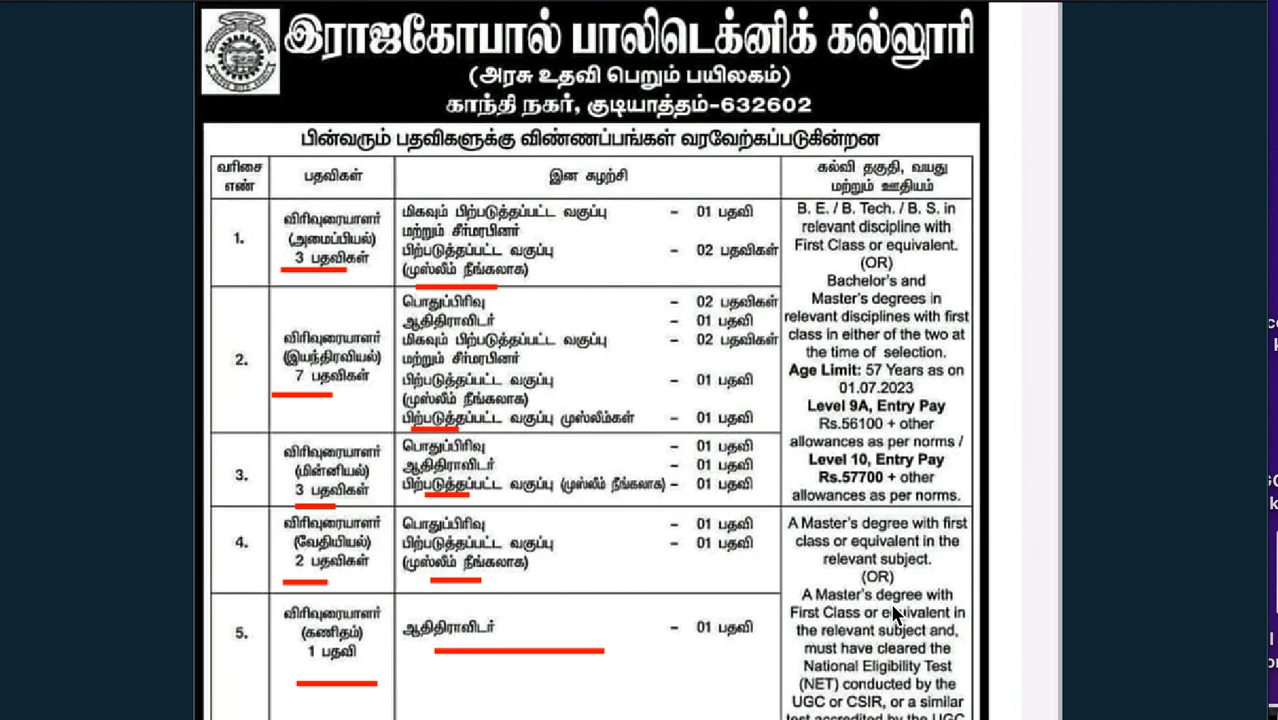 இராஜகோபால் பாலிடெக்னிக் கல்லூரி
(அரசு உதவி பெறும் பயிலகம்)
காந்தி நகர், குடியாத்தம்-632602
பின்வரும் பதவிகளுக்கு விண்ணப்பங்கள் வரவேற்கப்படுகின்றன
வரிசை எண்
பதவிகள்
இன சுழற்சி
கல்வி தகுதி, வயது
மற்றும் ஊதியம்
1.
விரிவுரையாளர்
(அமைப்பியல்)
3 பதவிகள்
மிகவும் பிற்படுத்தப்பட்ட வகுப்பு – 01 பதவி
மற்றும் சீர்மரபினர்
பிற்படுத்தப்பட்ட வகுப்பு – 02 பதவிகள்
(முஸ்லீம் நீங்கலாக)
2.
விரிவுரையாளர்
(இயந்திரவியல்)
7 பதவிகள்
பொதுப்பிரிவு – 02 பதவிகள்
ஆதிதிராவிடர் – 01 பதவி
மிகவும் பிற்படுத்தப்பட்ட வகுப்பு – 02 பதவிகள்
மற்றும் சீர்மரபினர்
பிற்படுத்தப்பட்ட வகுப்பு – 01 பதவி
(முஸ்லீம் நீங்கலாக)
பிற்படுத்தப்பட்ட வகுப்பு முஸ்லீம்கள் – 01 பதவி
3.
விரிவுரையாளர்
(மின்னியல்)
3 பதவிகள்
பொதுப்பிரிவு – 01 பதவி
ஆதிதிராவிடர் – 01 பதவி
பிற்படுத்தப்பட்ட வகுப்பு (முஸ்லீம் நீங்கலாக) – 01 பதவி
B. E. / B. Tech. / B. S. in
relevant discipline with
First Class or equivalent.
(OR)
Bachelor's and
Master's degrees in
relevant disciplines with first
class in either of the two at
the time of selection.
Age Limit: 57 Years as on
01.07.2023
Level 9A, Entry Pay
Rs.56100 + other
allowances as per norms /
Level 10, Entry Pay
Rs.57700 + other
allowances as per norms.
4.
விரிவுரையாளர்
(வேதியியல்)
2 பதவிகள்
பொதுப்பிரிவு – 01 பதவி
பிற்படுத்தப்பட்ட வகுப்பு – 01 பதவி
(முஸ்லீம் நீங்கலாக)
5.
விரிவுரையாளர்
(கணிதம்)
1 பதவி
ஆதிதிராவிடர் – 01 பதவி
A Master's degree with first
class or equivalent in the
relevant subject.
(OR)
A Master's degree with
First Class or equivalent in
the relevant subject and,
must have cleared the
National Eligibility Test
(NET) conducted by the
UGC or CSIR, or a similar
test accredited by the UGC